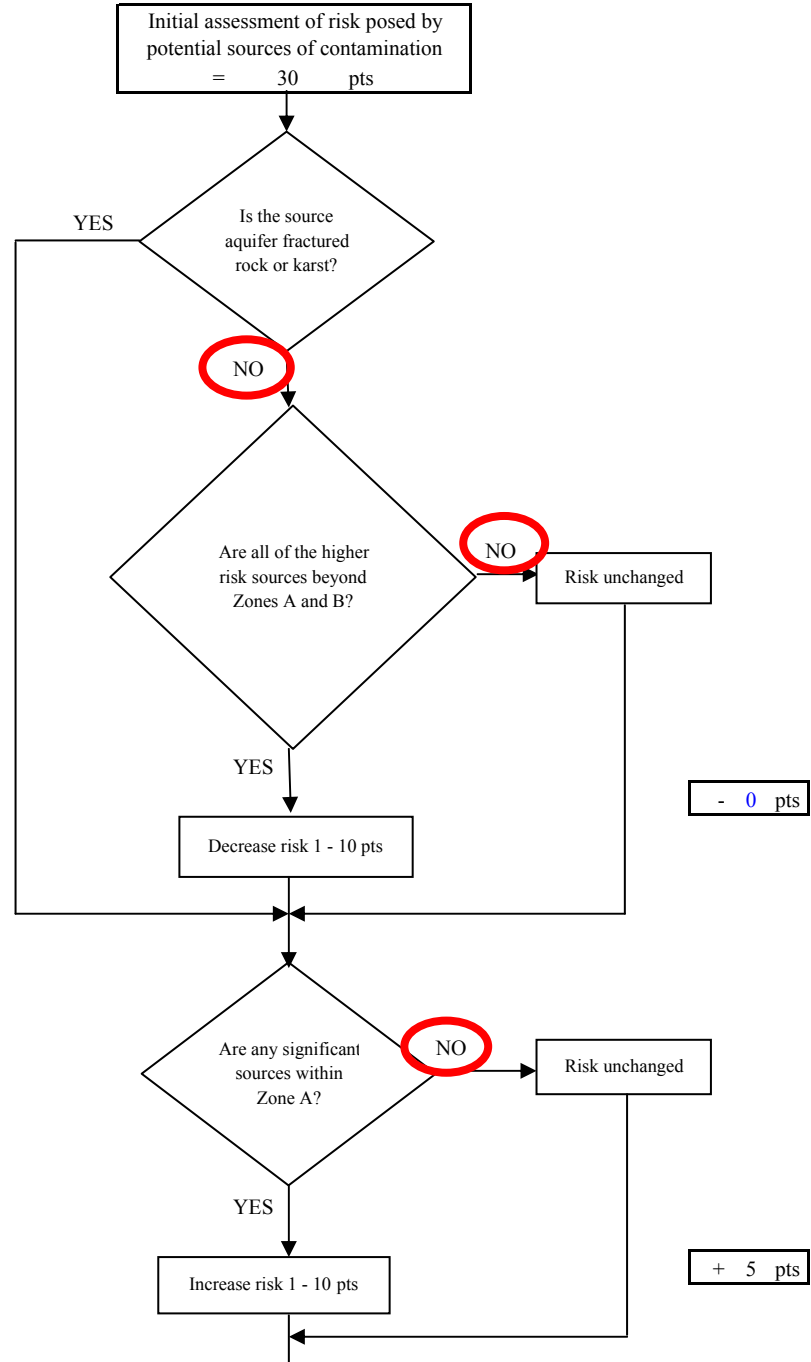 Initial assessment of risk posed by
potential sources of contamination
= 30 pts
YES
Is the source
aquifer fractured
rock or karst?
NO
Are all of the higher
risk sources beyond
Zones A and B?
NO
Risk unchanged
YES
- 0 pts
Decrease risk 1 - 10 pts
Are any significant
sources within
Zone A?
NO
Risk unchanged
YES
+ 5 pts
Increase risk 1 - 10 pts